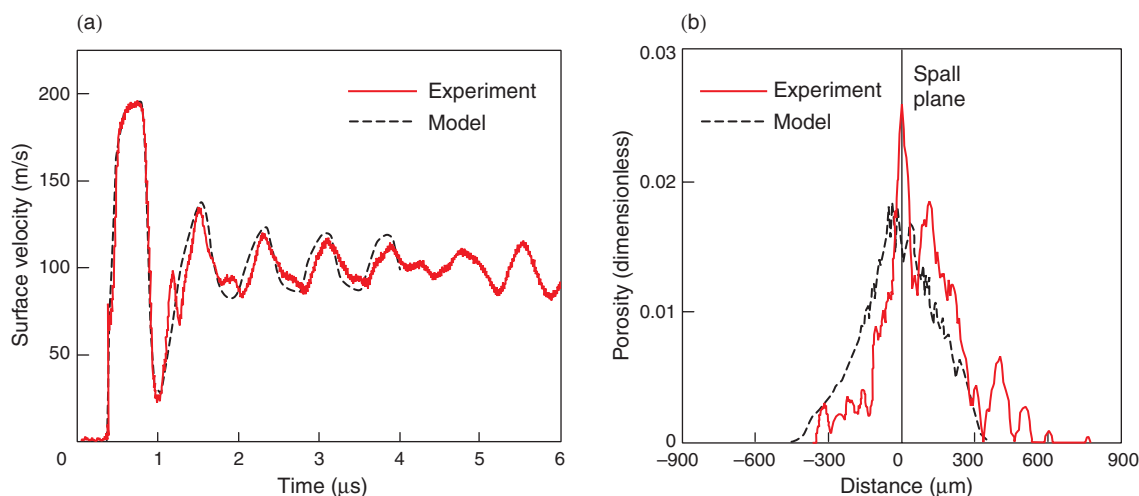 (a)
Surface velocity (m/s)
200
150
100
50
0
0 1 2 3 4 5 6
Time (μs)
Experiment
Model
(b)
Porosity (dimensionless)
0.03
0.02
0.01
0
–900 –600 –300 0 300 600 900
Distance (μm)
Experiment
Model
Spall
plane